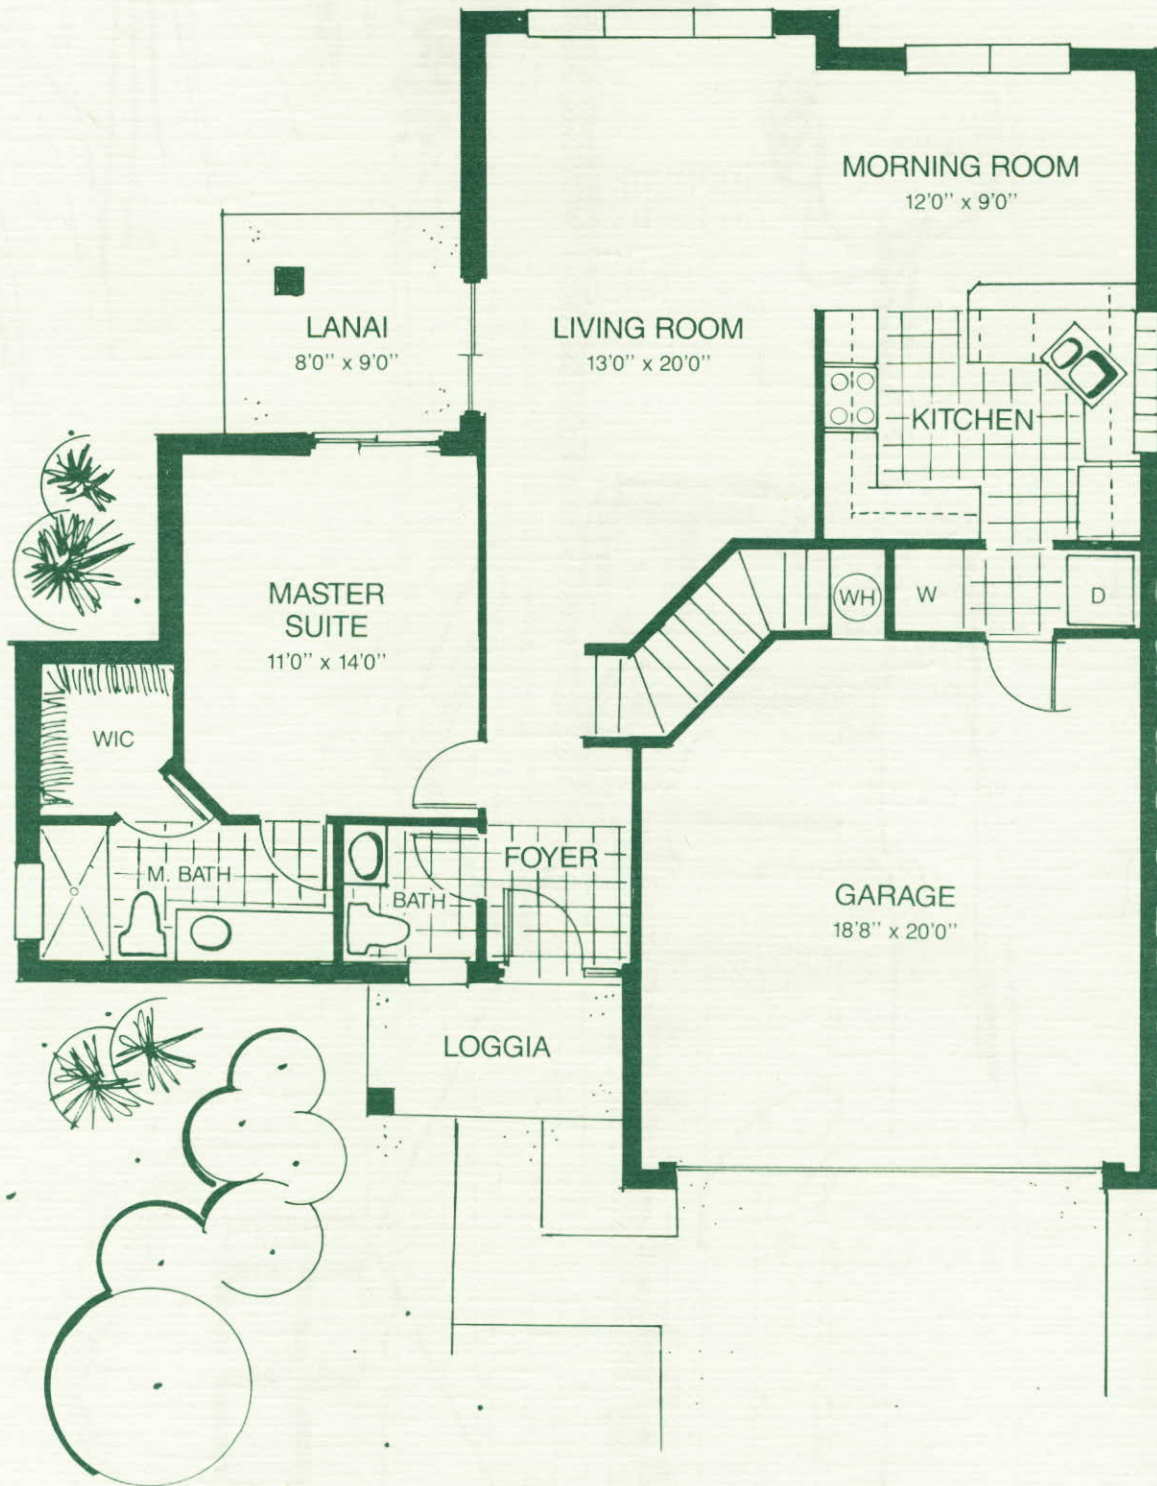 MORNING ROOM
12'0" x 9'0"
LANAI
8'0" x 9'0"
LIVING ROOM
13'0" x 20'0"
KITCHEN
MASTER
SUITE
11'0" x 14'0"
WH
W
D
WIC
M. BATH
BATH
FOYER
GARAGE
18'8" x 20'0"
LOGGIA